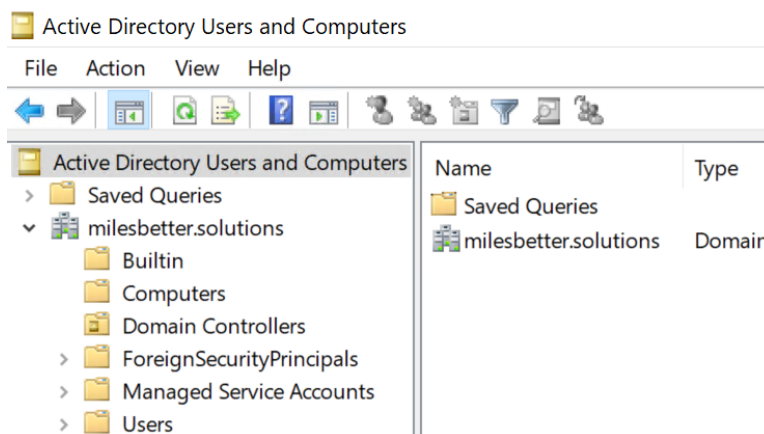 Active Directory Users and Computers
File Action View Help
Active Directory Users and Computers
Saved Queries
milesbetter.solutions
Builtin
Computers
Domain Controllers
ForeignSecurityPrincipals
Managed Service Accounts
Users
Name Type
Saved Queries
milesbetter.solutions Domain